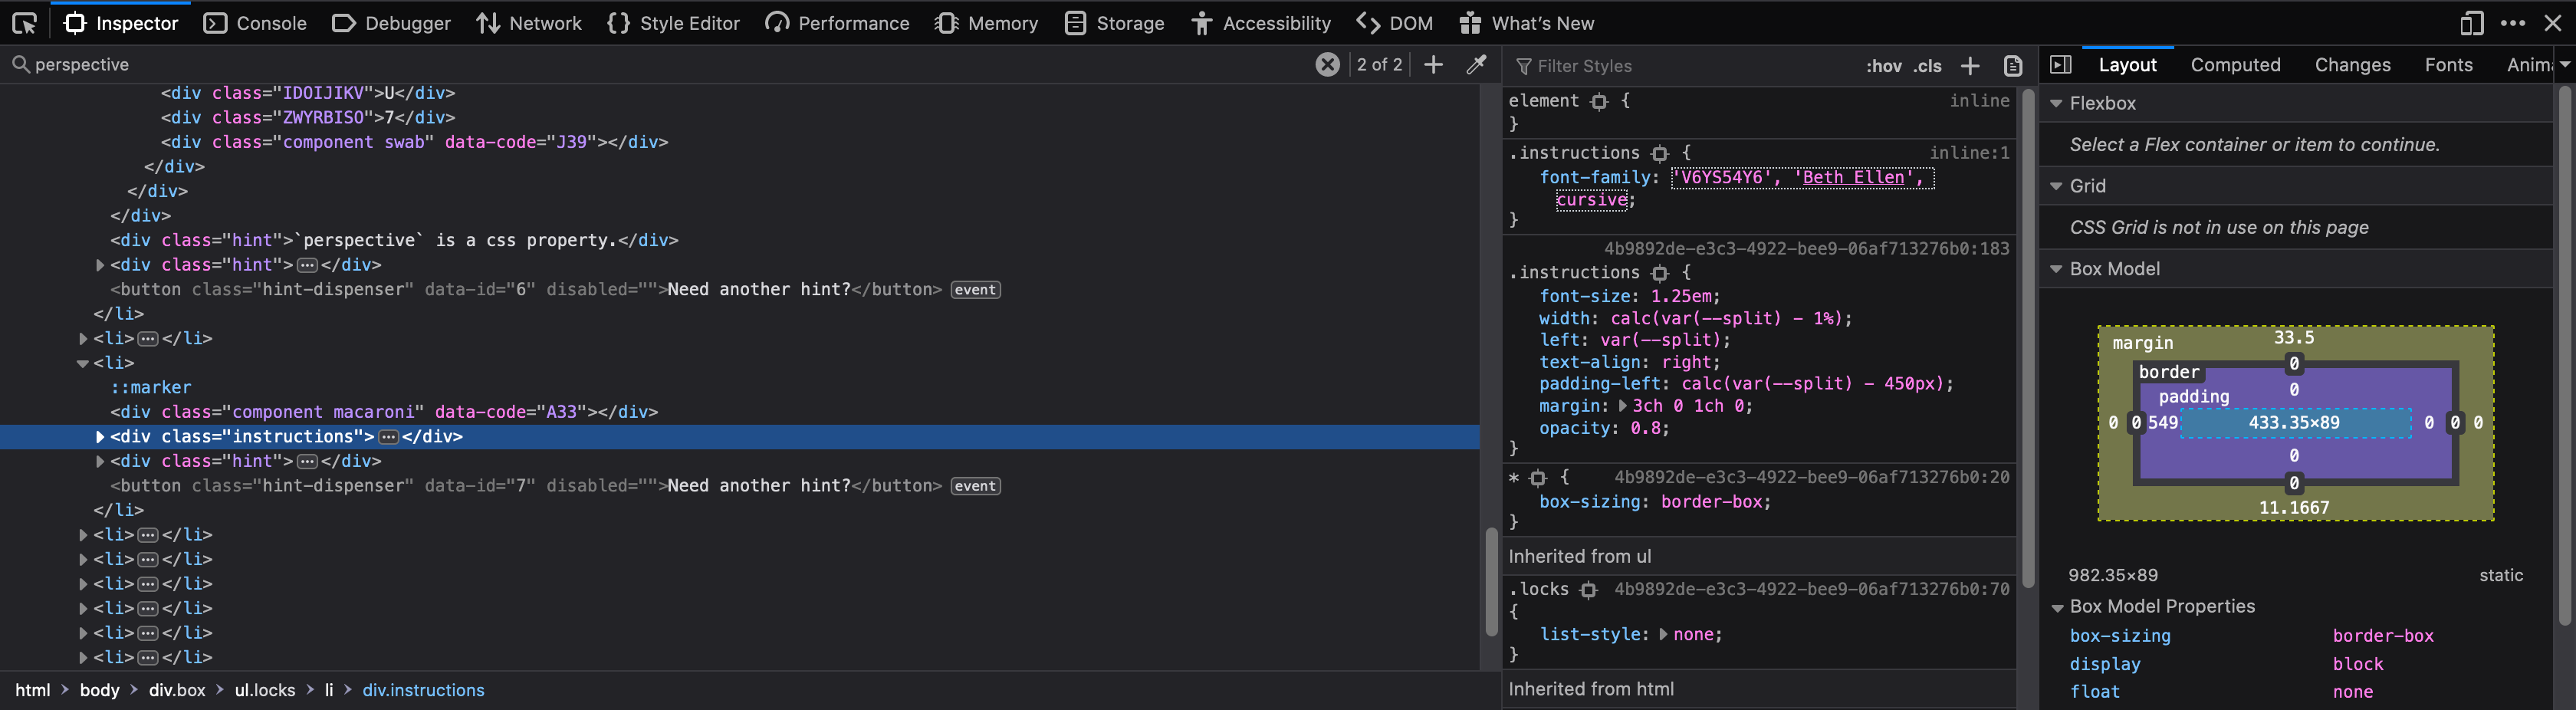 Inspector Console Debugger Network Style Editor Performance Memory Storage Accessibility DOM What's New
perspective 2 of 2
<div class="IDOIJIKV">U</div>
<div class="ZWYRBISO">7</div>
<div class="component swab" data-code="J39"></div>
</div>
</div>
</div>
<div class="hint">`perspective` is a css property.</div>
<div class="hint"></div>
<button class="hint-dispenser" data-id="6" disabled="">Need another hint?</button> event
</li>
<li></li>
<li>
::marker
<div class="component macaroni" data-code="A33"></div>
<div class="instructions"></div>
<div class="hint"></div>
<button class="hint-dispenser" data-id="7" disabled="">Need another hint?</button> event
</li>
<li></li>
<li></li>
<li></li>
<li></li>
<li></li>
<li></li>
html body div.box ul.locks li div.instructions
Filter Styles :hov .cls
element { inline
}
.instructions { inline:1
font-family: 'V6YS54Y6', 'Beth Ellen',
cursive;
}
4b9892de-e3c3-4922-bee9-06af713276b0:183
.instructions {
font-size: 1.25em;
width: calc(var(--split) - 1%);
left: var(--split);
text-align: right;
padding-left: calc(var(--split) - 450px);
margin: 3ch 0 1ch 0;
opacity: 0.8;
}
* { 4b9892de-e3c3-4922-bee9-06af713276b0:20
box-sizing: border-box;
}
Inherited from ul
.locks 4b9892de-e3c3-4922-bee9-06af713276b0:70
{
list-style: none;
}
Inherited from html
Layout Computed Changes Fonts Anim
Flexbox
Select a Flex container or item to continue.
Grid
CSS Grid is not in use on this page
Box Model
margin 33.5
border 0
padding 0
0 0 549 433.35×89 0 0 0
0
0
11.1667
982.35×89 static
Box Model Properties
box-sizing border-box
display block
float none